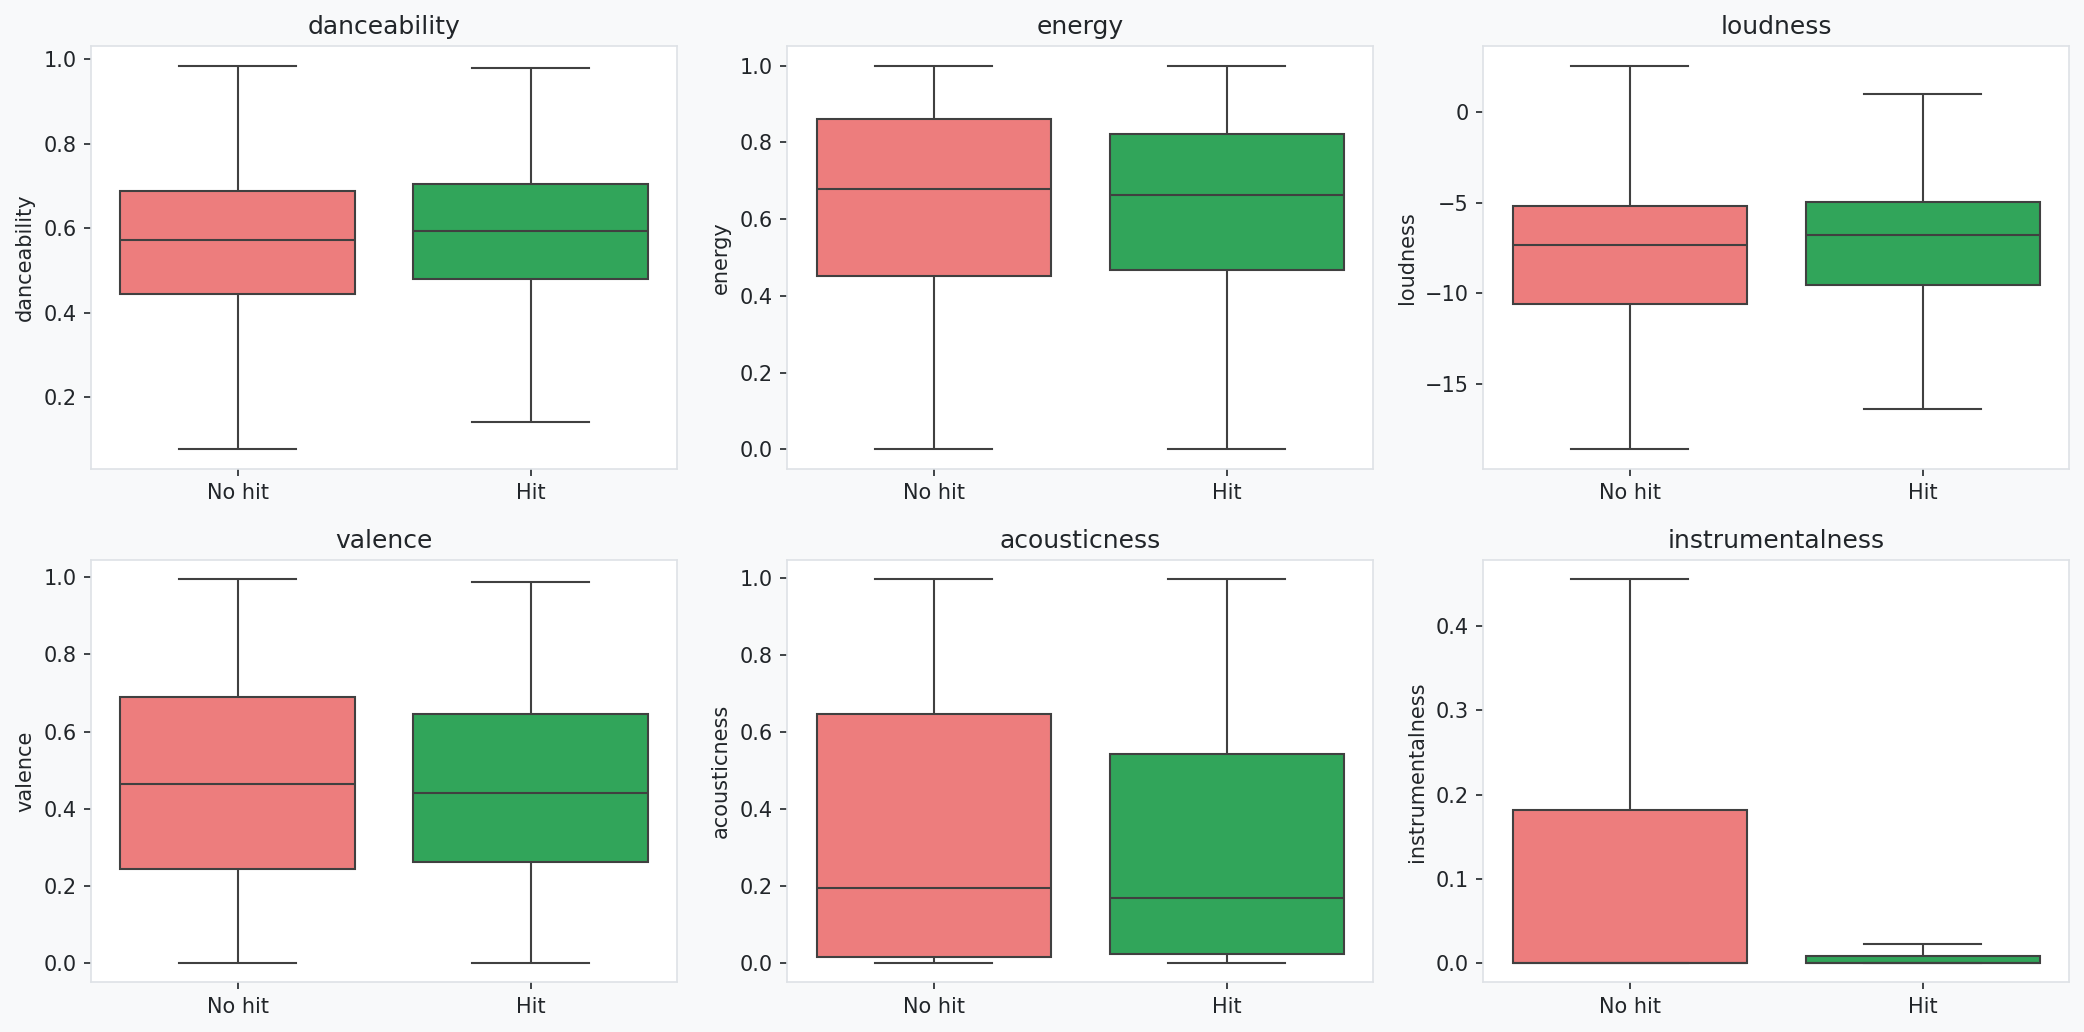 danceability
energy
loudness
danceability
1.0
0.8
0.6
0.4
0.2
No hit
Hit
energy
1.0
0.8
0.6
0.4
0.2
0.0
No hit
Hit
loudness
0
−5
−10
−15
No hit
Hit
valence
acousticness
instrumentalness
valence
1.0
0.8
0.6
0.4
0.2
0.0
No hit
Hit
acousticness
1.0
0.8
0.6
0.4
0.2
0.0
No hit
Hit
instrumentalness
0.4
0.3
0.2
0.1
0.0
No hit
Hit